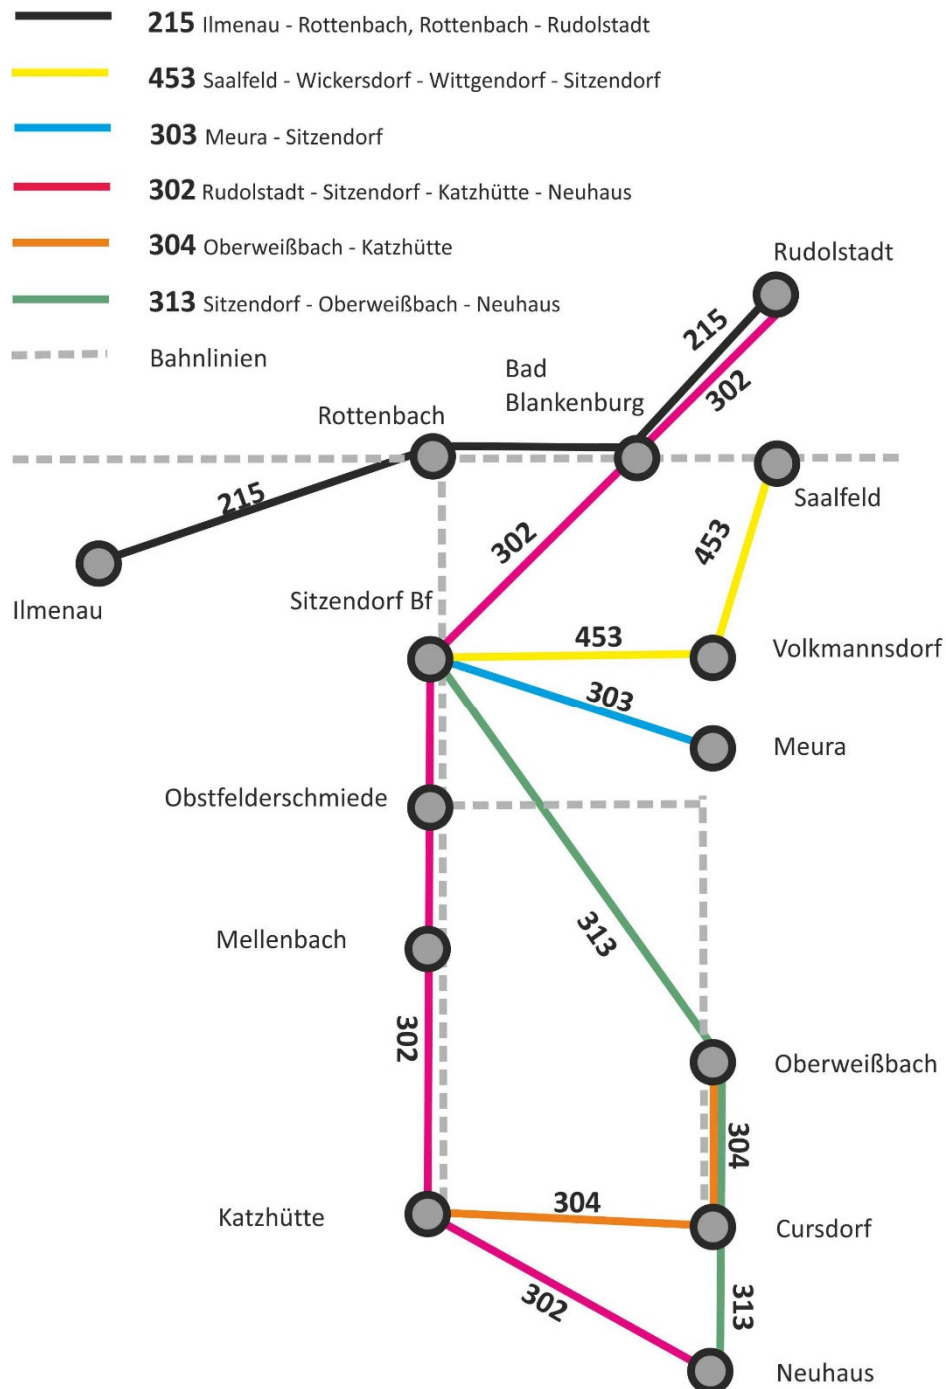 215 Ilmenau - Rottenbach, Rottenbach - Rudolstadt
453 Saalfeld - Wickersdorf - Wittgendorf - Sitzendorf
303 Meura - Sitzendorf
302 Rudolstadt - Sitzendorf - Katzhütte - Neuhaus
304 Oberweißbach - Katzhütte
313 Sitzendorf - Oberweißbach - Neuhaus
Bahnlinien
Rudolstadt
215
302
Bad
Blankenburg
Rottenbach
215
Saalfeld
453
302
Ilmenau
Sitzendorf Bf
453
Volkmannsdorf
303
Meura
Obstfelderschmiede
313
Mellenbach
302
Oberweißbach
304
Katzhütte
304
Cursdorf
302
313
Neuhaus